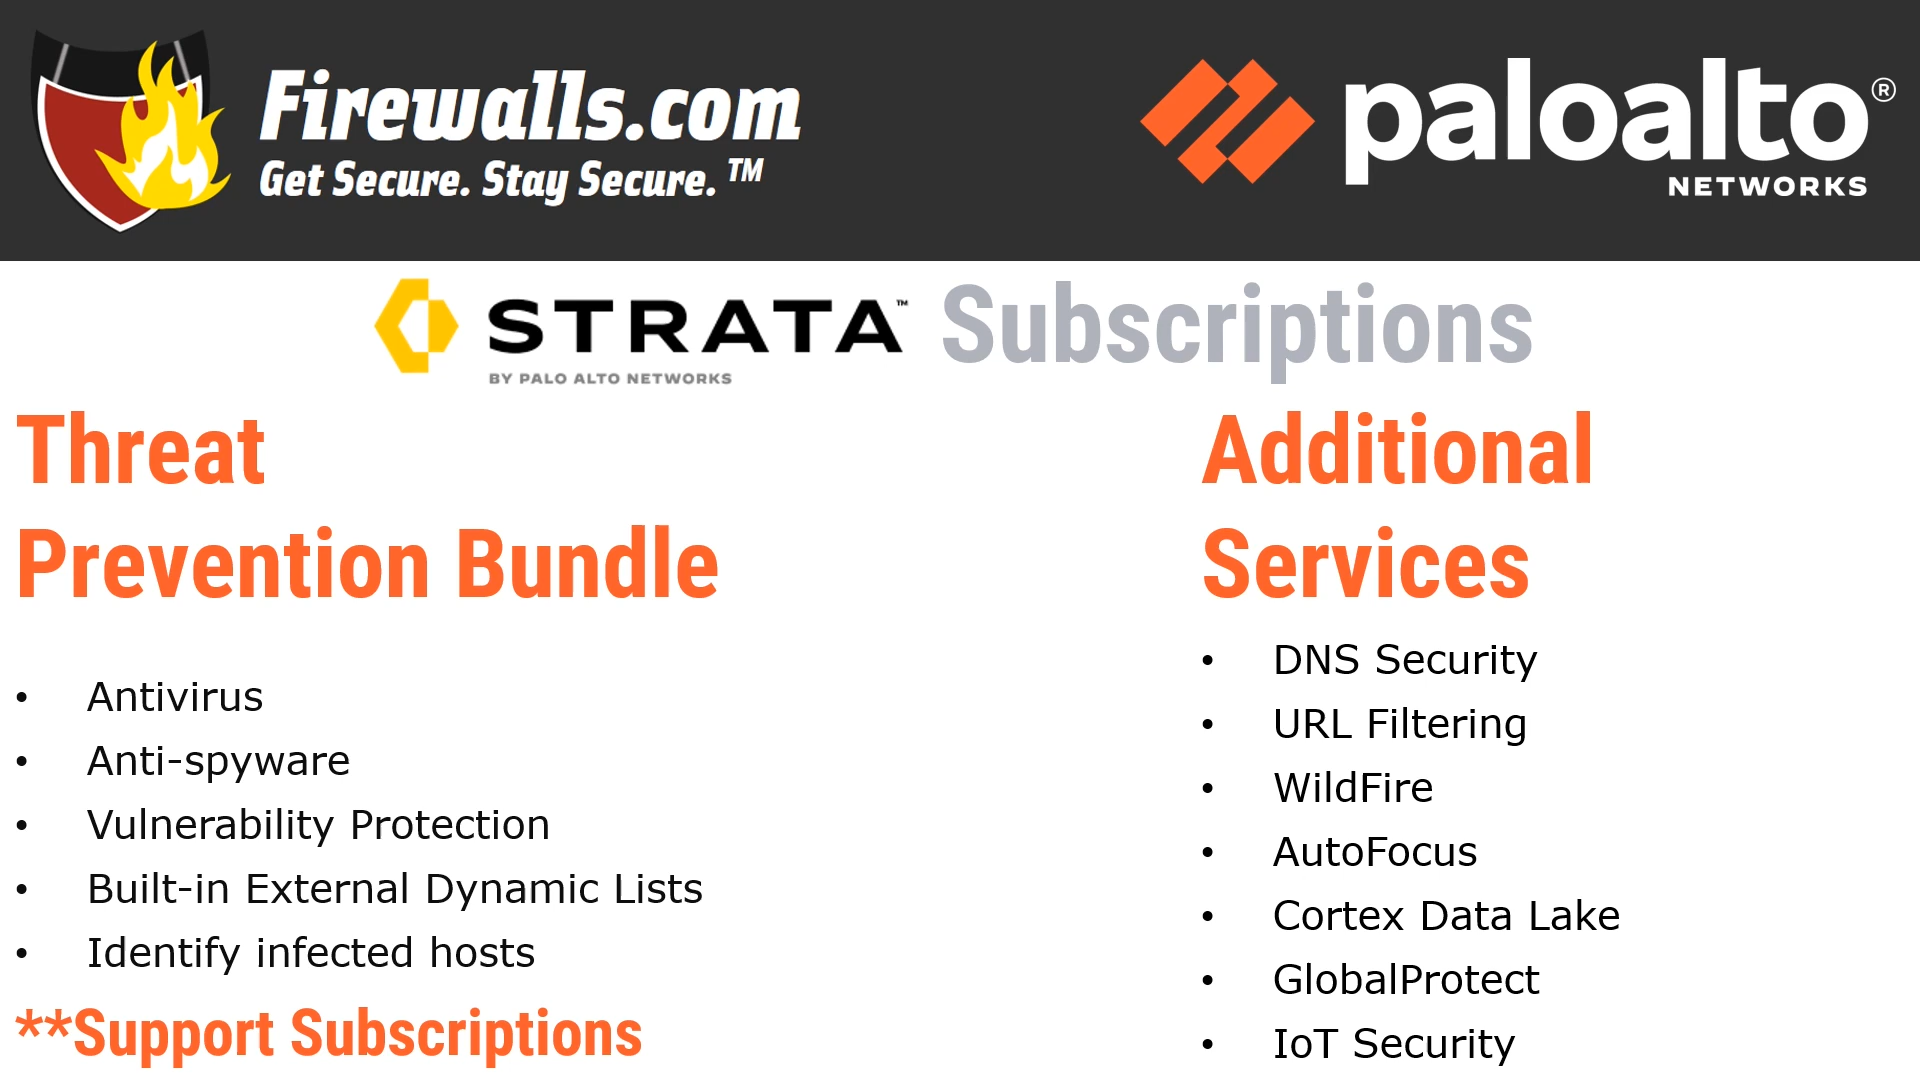 Firewalls.com
Get Secure. Stay Secure.™
paloalto®
NETWORKS
STRATA™ Subscriptions
BY PALO ALTO NETWORKS
Threat
Prevention Bundle
• Antivirus
• Anti-spyware
• Vulnerability Protection
• Built-in External Dynamic Lists
• Identify infected hosts
**Support Subscriptions
Additional
Services
• DNS Security
• URL Filtering
• WildFire
• AutoFocus
• Cortex Data Lake
• GlobalProtect
• IoT Security